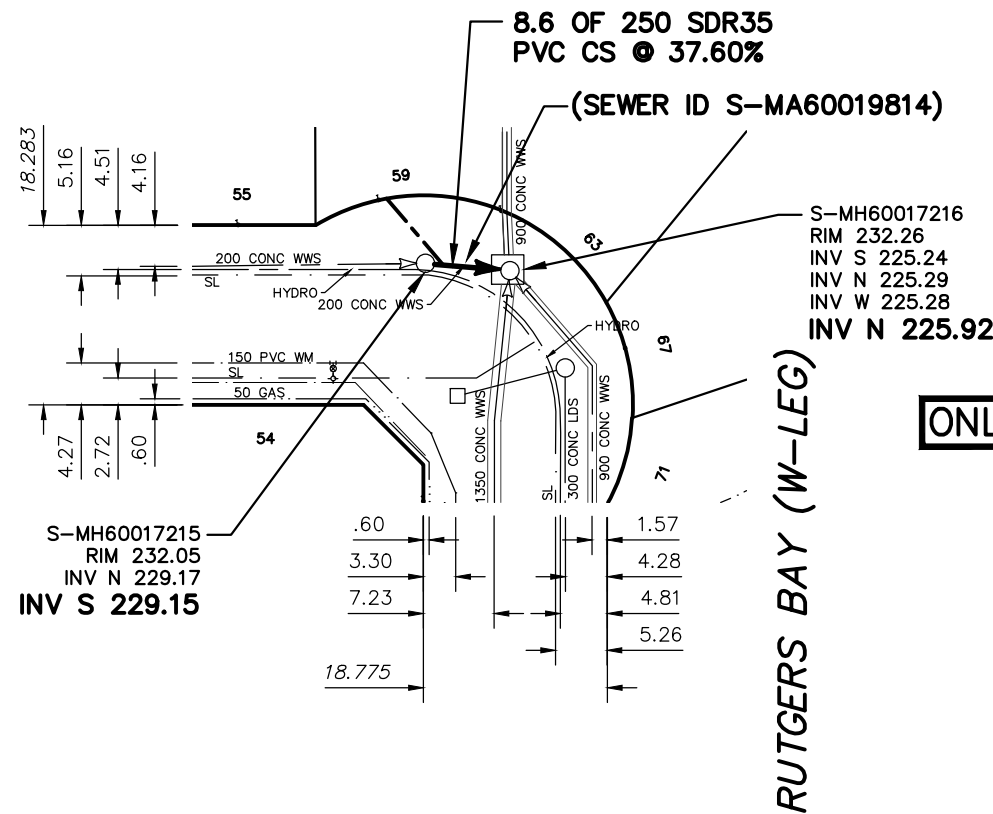 8.6 OF 250 SDR35
PVC CS @ 37.60%
(SEWER ID S-MA60019814)
18.283
5.16
4.51
4.16
55
59
63
67
71
900 CONC WWS
S-MH60017216
RIM 232.26
INV S 225.24
INV N 225.29
INV W 225.28
INV N 225.92
200 CONC WWS
SL
HYDRO
200 CONC WWS
HYDRO
150 PVC WM
SL
50 GAS
54
4.27
2.72
.60
1350 CONC WWS
SL
300 CONC LDS
900 CONC WWS
S-MH60017215
RIM 232.05
INV N 229.17
INV S 229.15
.60
3.30
7.23
18.775
1.57
4.28
4.81
5.26
RUTGERS BAY (W-LEG)
ONL